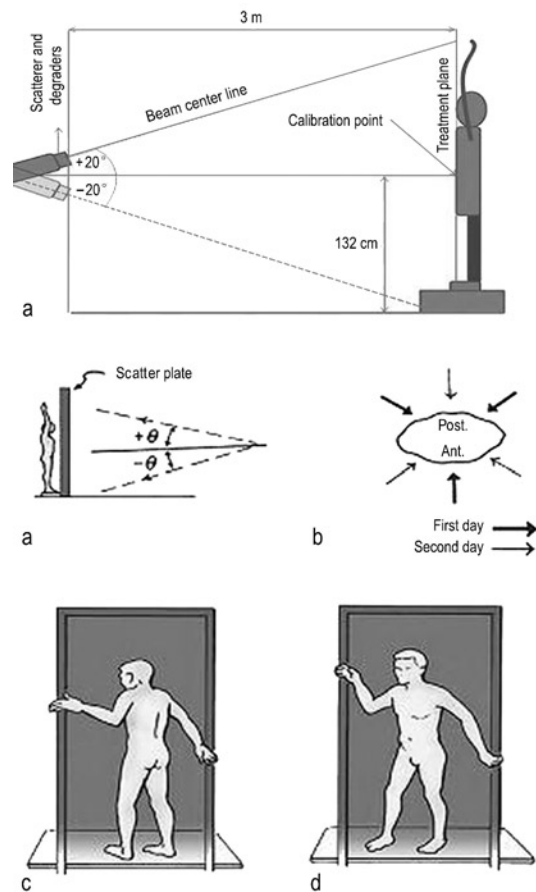 3 m
Scatterer and
degraders
Beam center line
Treatment plane
Calibration point
+20°
−20°
132 cm
a
Scatter plate
+θ
−θ
a
Post.
Ant.
b
First day
Second day
c
d